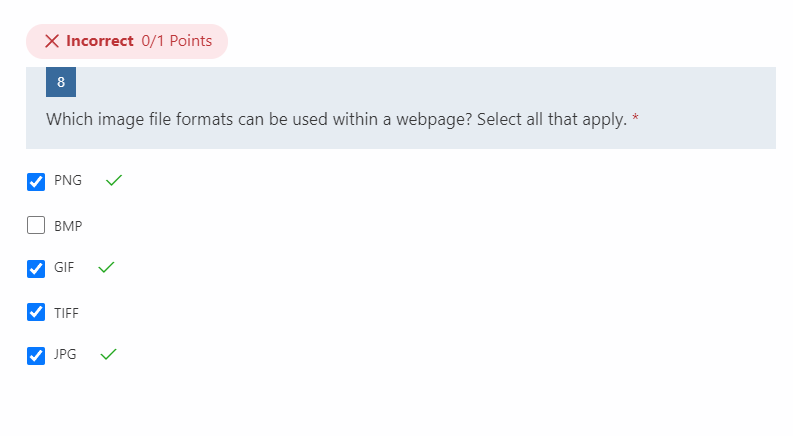 Incorrect 0/1 Points
8
Which image file formats can be used within a webpage? Select all that apply. *
PNG
BMP
GIF
TIFF
JPG